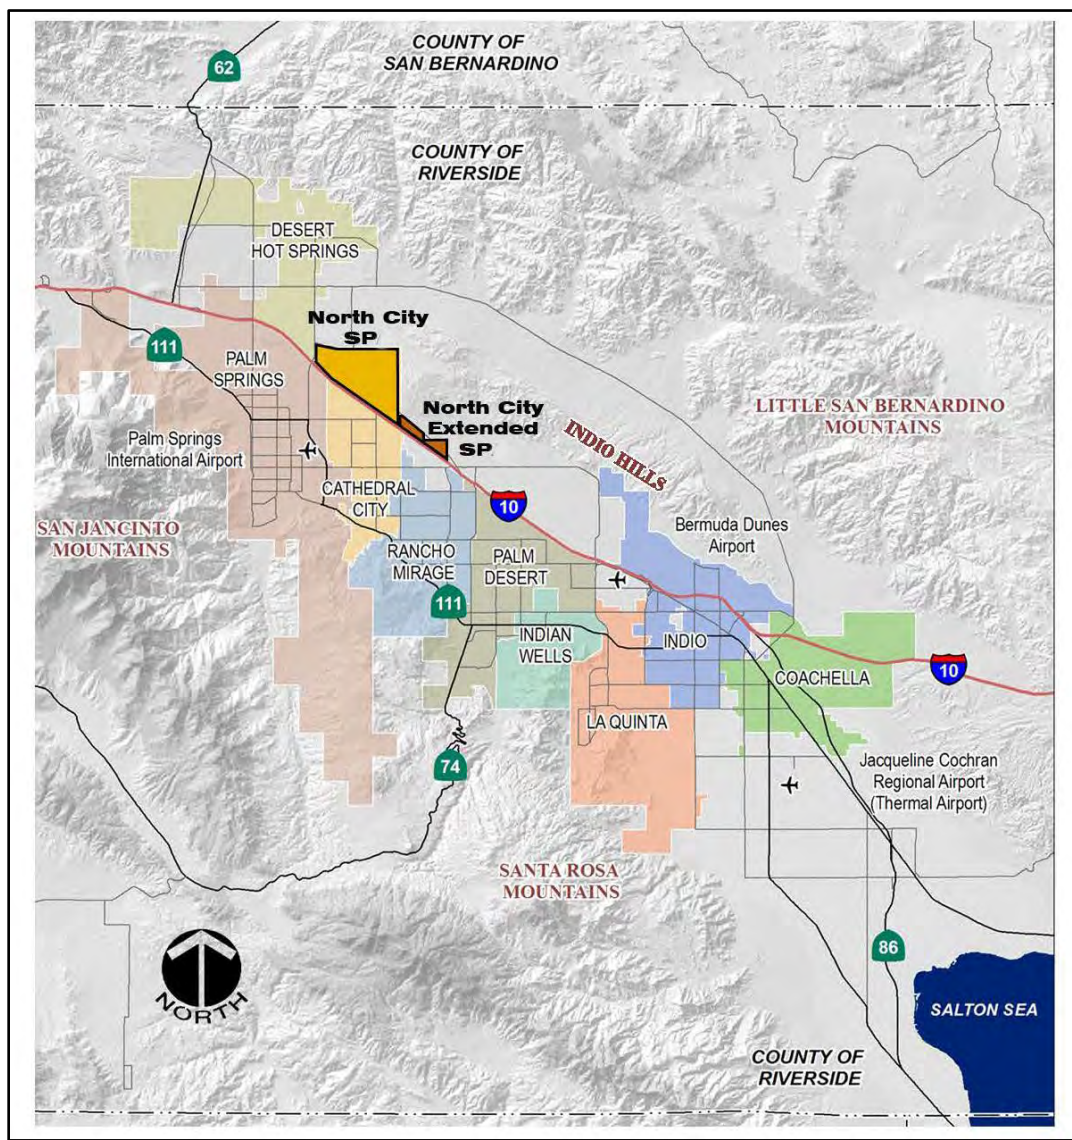 COUNTY OF
SAN BERNARDINO
62
COUNTY OF
RIVERSIDE
DESERT
HOT SPRINGS
North City
SP
111
PALM
SPRINGS
North City
Extended
SP
LITTLE SAN BERNARDINO
MOUNTAINS
INDIO HILLS
Palm Springs
International Airport
CATHEDRAL
CITY
10
SAN JANCINTO
MOUNTAINS
Bermuda Dunes
Airport
RANCHO
MIRAGE
PALM
DESERT
111
INDIAN
WELLS
INDIO
10
COACHELLA
LA QUINTA
74
Jacqueline Cochran
Regional Airport
(Thermal Airport)
SANTA ROSA
MOUNTAINS
86
NORTH
SALTON SEA
COUNTY OF
RIVERSIDE